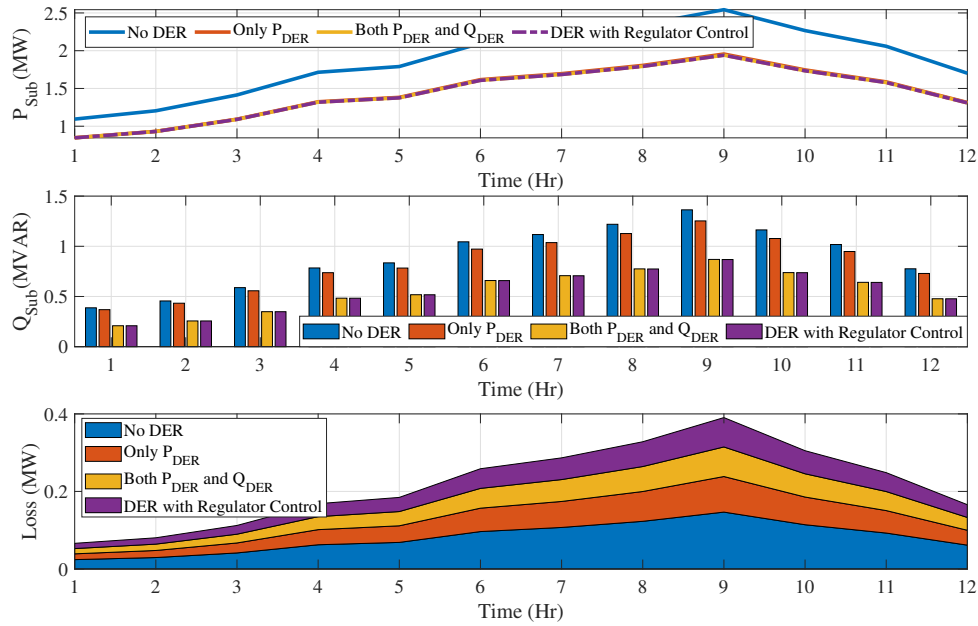 2.5
2
1.5
1
P_Sub (MW)
No DER Only P_DER Both P_DER and Q_DER DER with Regulator Control
1 2 3 4 5 6 7 8 9 10 11 12
Time (Hr)
1.5
1
0.5
0
Q_Sub (MVAR)
No DER Only P_DER Both P_DER and Q_DER DER with Regulator Control
1 2 3 4 5 6 7 8 9 10 11 12
Time (Hr)
0.4
0.2
0
Loss (MW)
No DER
Only P_DER
Both P_DER and Q_DER
DER with Regulator Control
1 2 3 4 5 6 7 8 9 10 11 12
Time (Hr)